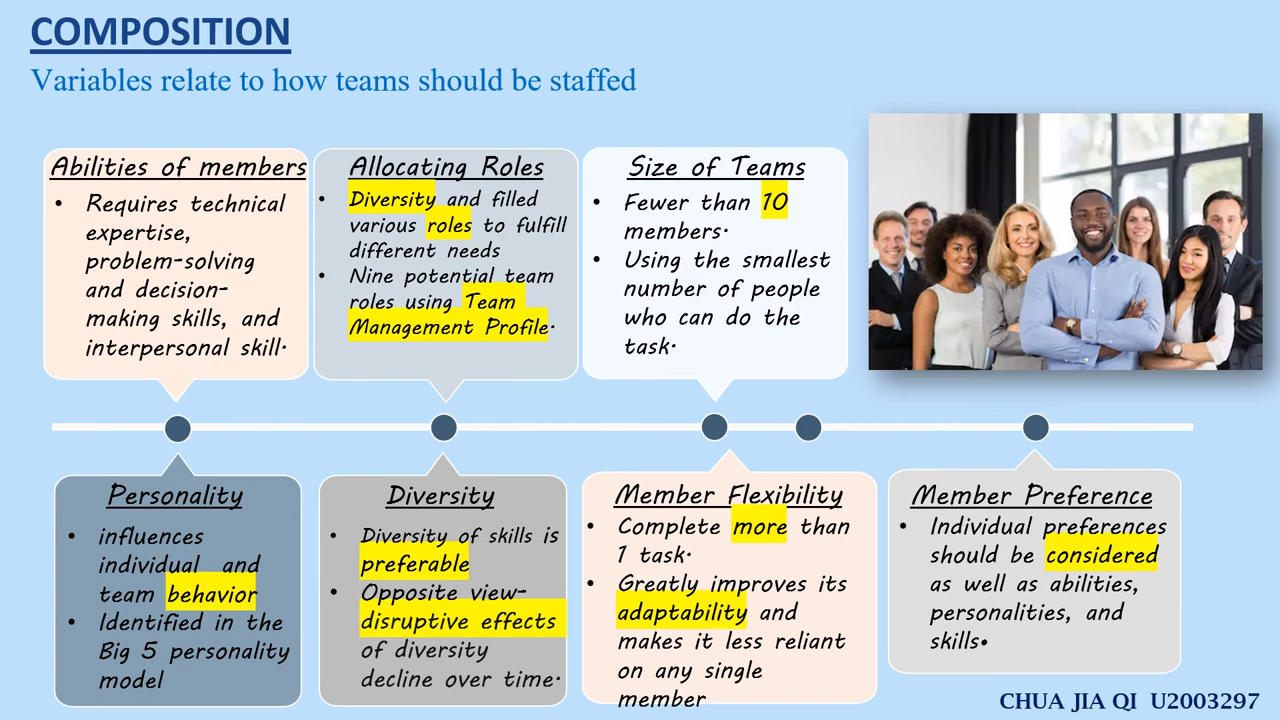 COMPOSITION
Variables relate to how teams should be staffed
Abilities of members
• Requires technical
expertise,
problem-solving
and decision-
making skills, and
interpersonal skill.
Allocating Roles
• Diversity and filled
various roles to fulfill
different needs
• Nine potential team
roles using Team
Management Profile.
Size of Teams
• Fewer than 10
members.
• Using the smallest
number of people
who can do the
task.
Personality
• influences
individual and
team behavior
• Identified in the
Big 5 personality
model
Diversity
• Diversity of skills is
preferable
• Opposite view-
disruptive effects
of diversity
decline over time.
Member Flexibility
• Complete more than
1 task.
• Greatly improves its
adaptability and
makes it less reliant
on any single
member
Member Preference
• Individual preferences
should be considered
as well as abilities,
personalities, and
skills•
CHUA JIA QI U2003297